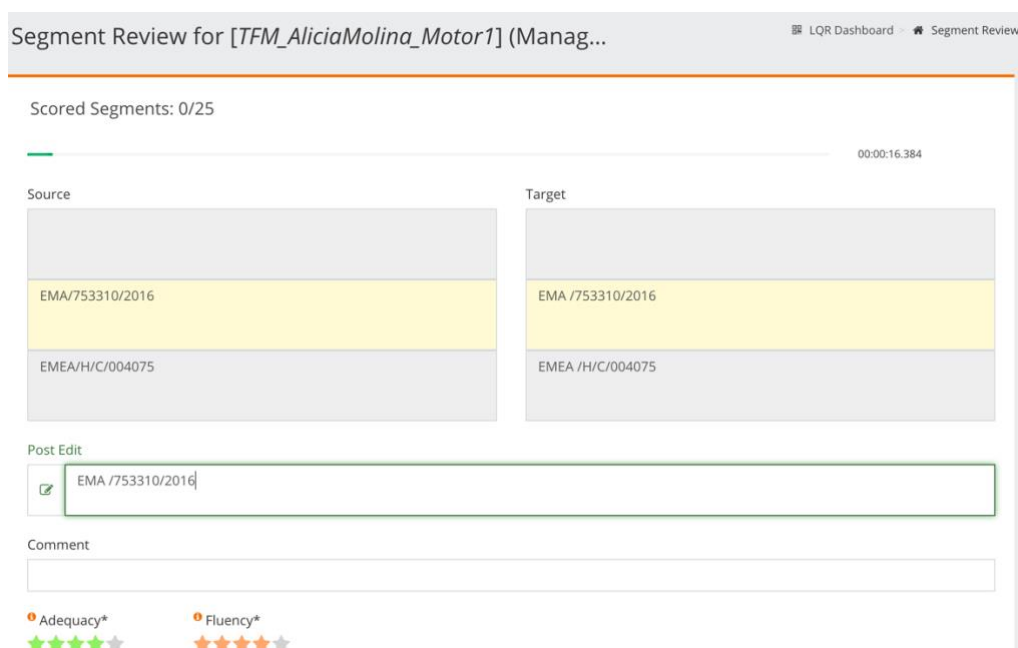 Segment Review for [TFM_AliciaMolina_Motor1] (Manag...
LQR Dashboard > Segment Review
Scored Segments: 0/25
00:00:16.384
Source
Target
EMA/753310/2016
EMA /753310/2016
EMEA/H/C/004075
EMEA /H/C/004075
Post Edit
EMA /753310/2016
Comment
Adequacy*
Fluency*